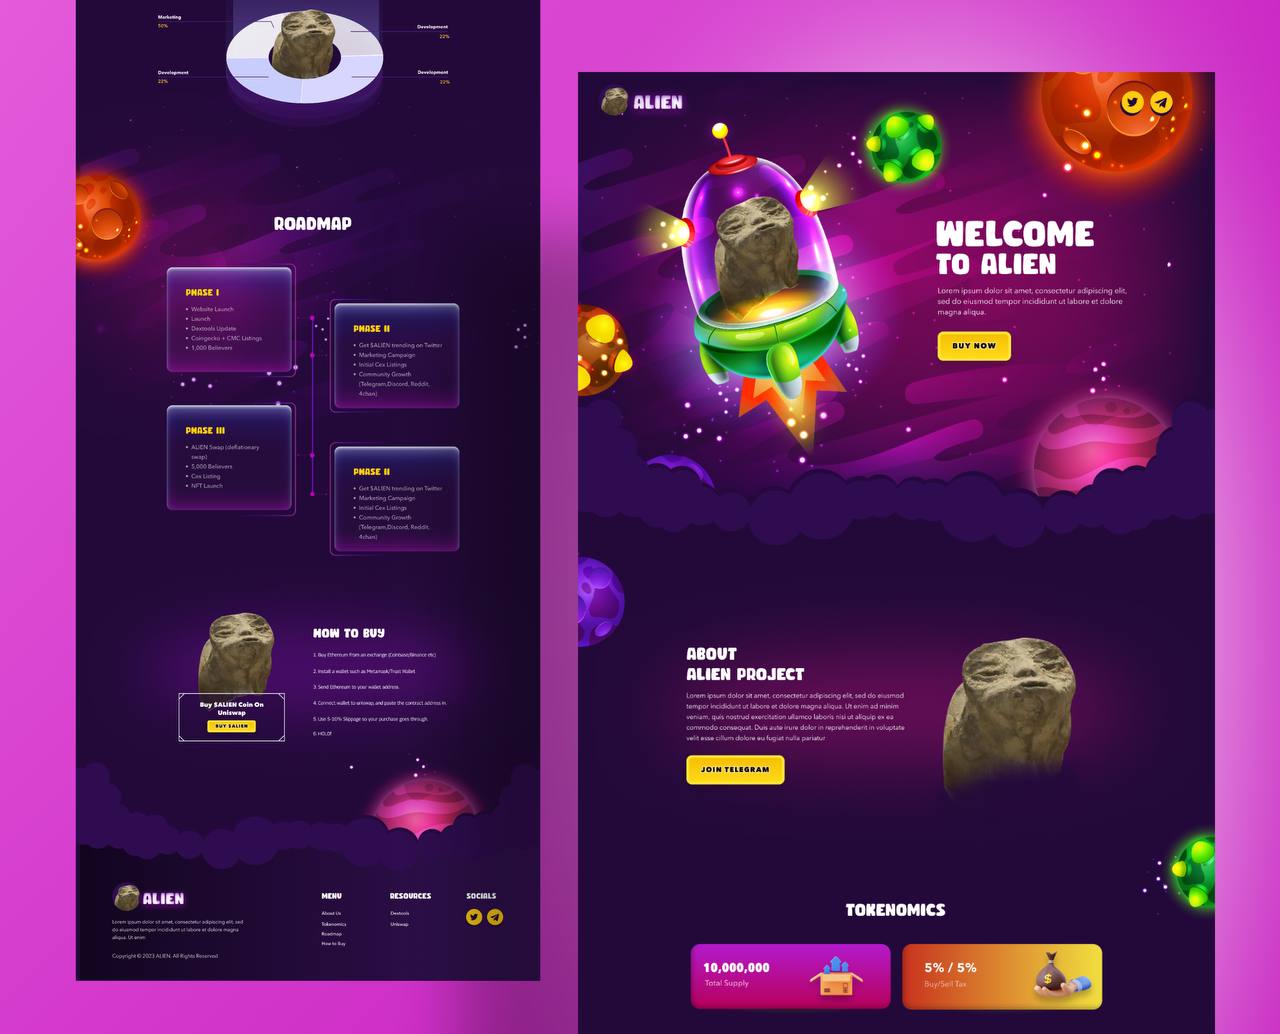 Marketing
50%
Development
22%
Development
22%
Development
22%
ROADMAP
PHASE I
Website Launch
Launch
Dextools Update
Coingecko + CMC Listings
1,000 Believers
PHASE II
Get $ALIEN trending on Twitter
Marketing Campaign
Initial Cex Listings
Community Growth
(Telegram,Discord, Reddit,
4chan)
PHASE III
ALIEN Swap (deflationary
swap)
5,000 Believers
Cex Listing
NFT Launch
PHASE II
Get $ALIEN trending on Twitter
Marketing Campaign
Initial Cex Listings
Community Growth
(Telegram,Discord, Reddit,
4chan)
HOW TO BUY
1. Buy Ethereum from an exchange (Coinbase/Binance etc)
2. Install a wallet such as Metamask/Trust Wallet
3. Send Ethereum to your wallet address.
4. Connect wallet to uniswap, and paste the contract address in.
5. Use 5-10% Slippage so your purchase goes through.
6. HOLD!
Buy $ALIEN Coin On
Uniswap
BUY $ALIEN
ALIEN
Lorem ipsum dolor sit amet, consectetur adipiscing elit, sed
do eiusmod tempor incididunt ut labore et dolore magna
aliqua. Ut enim
Copyright © 2023 ALIEN. All Rights Reserved
MENU
About Us
Tokenomics
Roadmap
How to Buy
RESOURCES
Dextools
Uniswap
SOCIALS
ALIEN
WELCOME
TO ALIEN
Lorem ipsum dolor sit amet, consectetur adipiscing elit,
sed do eiusmod tempor incididunt ut labore et dolore
magna aliqua.
BUY NOW
ABOUT
ALIEN PROJECT
Lorem ipsum dolor sit amet, consectetur adipiscing elit, sed do eiusmod
tempor incididunt ut labore et dolore magna aliqua. Ut enim ad minim
veniam, quis nostrud exercitation ullamco laboris nisi ut aliquip ex ea
commodo consequat. Duis aute irure dolor in reprehenderit in voluptate
velit esse cillum dolore eu fugiat nulla pariatur
JOIN TELEGRAM
TOKENOMICS
10,000,000
Total Supply
5% / 5%
Buy/Sell Tax